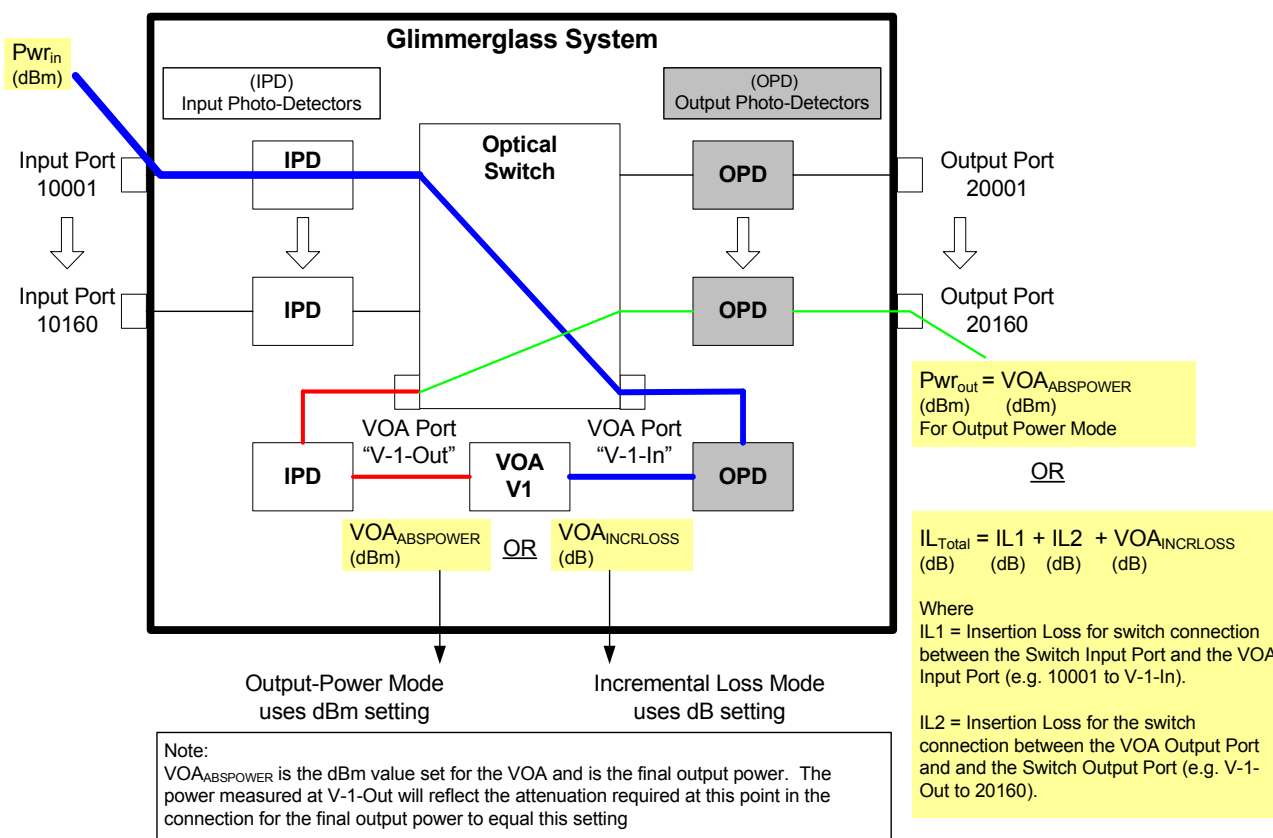 Glimmerglass System
Pwrin
(dBm)
(IPD)
Input Photo-Detectors
(OPD)
Output Photo-Detectors
Input Port
10001
IPD
Optical
Switch
OPD
Output Port
20001
Input Port
10160
IPD
OPD
Output Port
20160
VOA Port
“V-1-Out”
VOA Port
“V-1-In”
IPD
VOA
V1
OPD
VOAABSPOWER
(dBm)
OR
VOAINCRLOSS
(dB)
Output-Power Mode
uses dBm setting
Incremental Loss Mode
uses dB setting
Pwrout = VOAABSPOWER
(dBm) (dBm)
For Output Power Mode
OR
ILTotal = IL1 + IL2 + VOAINCRLOSS
(dB) (dB) (dB) (dB)
Where
IL1 = Insertion Loss for switch connection
between the Switch Input Port and the VOA
Input Port (e.g. 10001 to V-1-In).
IL2 = Insertion Loss for the switch
connection between the VOA Output Port
and and the Switch Output Port (e.g. V-1-
Out to 20160).
Note:
VOAABSPOWER is the dBm value set for the VOA and is the final output power. The
power measured at V-1-Out will reflect the attenuation required at this point in the
connection for the final output power to equal this setting